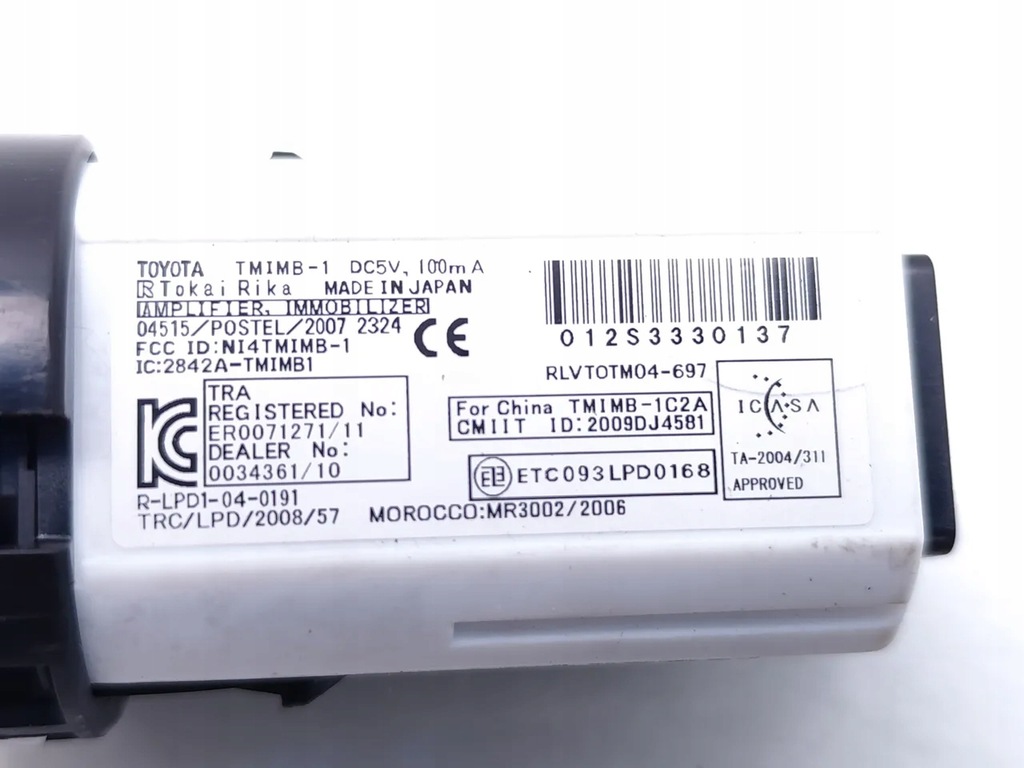 TOYOTA TMIMB-1 DC5V, 100mA
R Tokai Rika MADE IN JAPAN
AMPLIFIER, IMMOBILIZER
04515/POSTEL/2007 2324
FCC ID:NI4TMIMB-1
IC:2842A-TMIMB1
CE
012S3330137
RLVTOTM04-697
KC
TRA
REGISTERED No:
ER0071271/11
DEALER No:
0034361/10
For China TMIMB-1C2A
CMIIT ID:2009DJ4581
ETC093LPD0168
ICASA
TA-2004/311
APPROVED
R-LPD1-04-0191
TRC/LPD/2008/57
MOROCCO:MR3002/2006